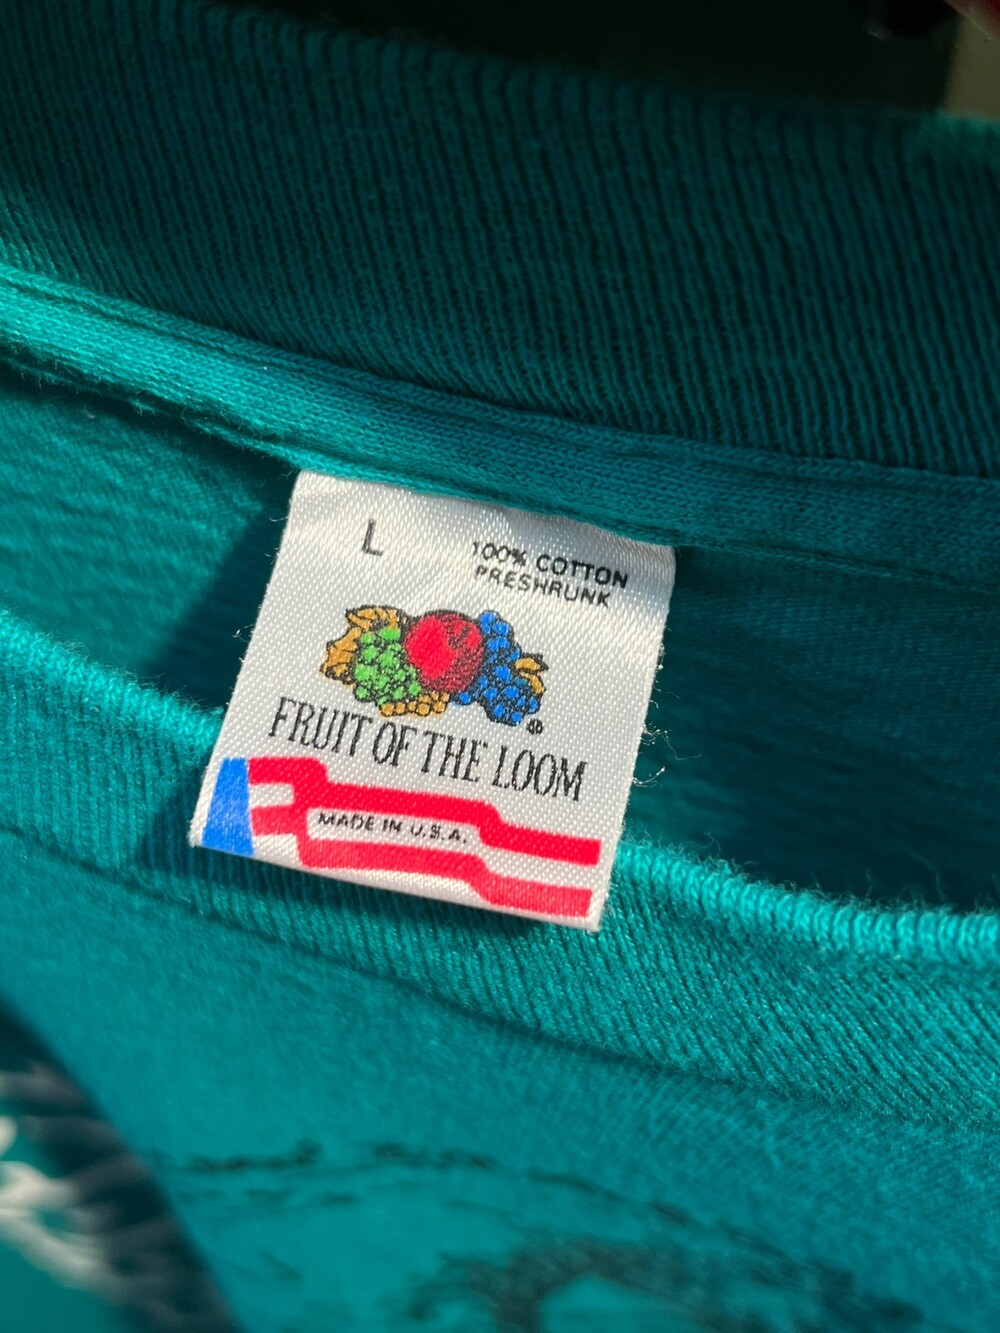 L
100% COTTON
PRESHRUNK
FRUIT OF THE LOOM
®
MADE IN U.S.A.